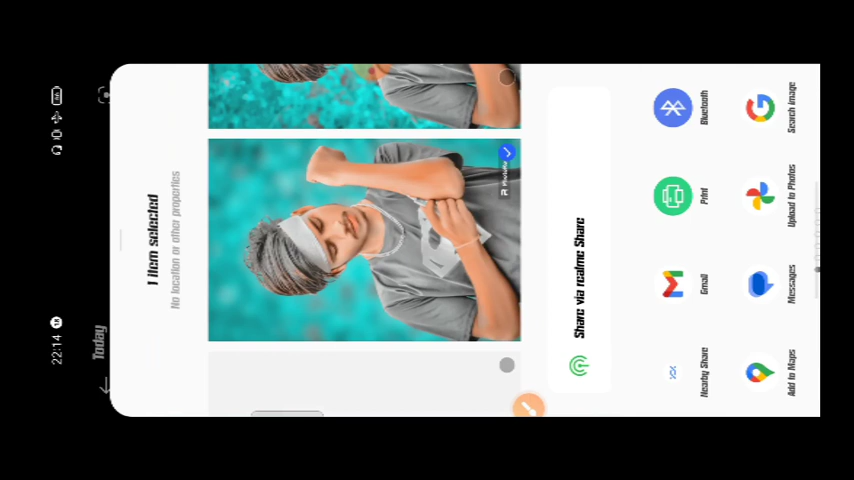 22:14
Today
1 item selected
No location or other properties
Share via realme Share
Nearby Share
Gmail
Print
Bluetooth
Add to Maps
Messages
Upload to Photos
Search image